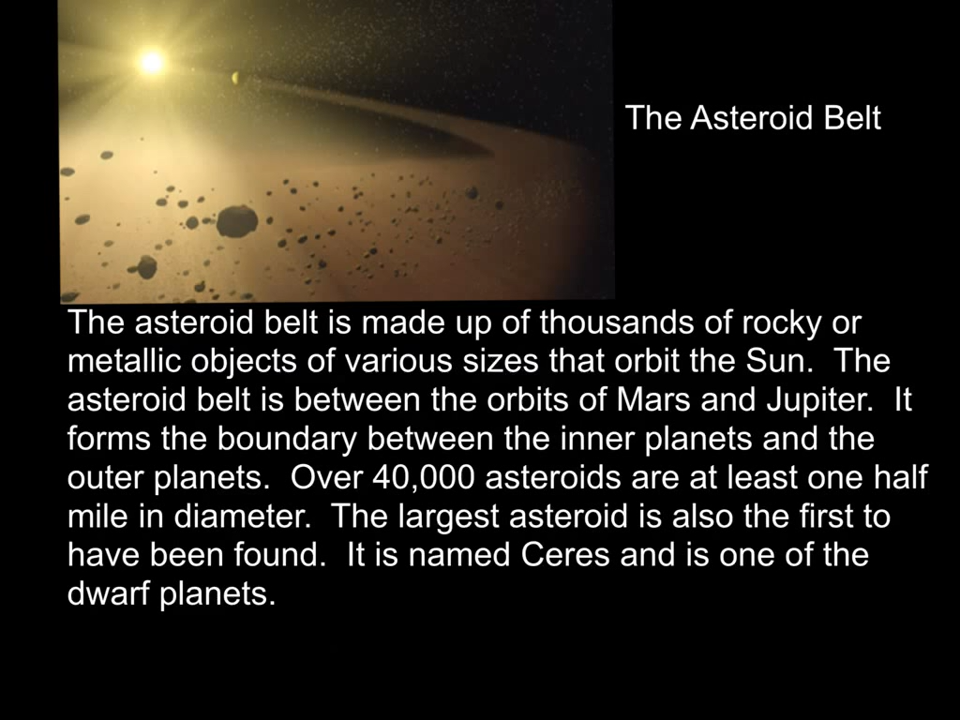 The Asteroid Belt
The asteroid belt is made up of thousands of rocky or
metallic objects of various sizes that orbit the Sun.  The
asteroid belt is between the orbits of Mars and Jupiter.  It
forms the boundary between the inner planets and the
outer planets.  Over 40,000 asteroids are at least one half
mile in diameter.  The largest asteroid is also the first to
have been found.  It is named Ceres and is one of the
dwarf planets.